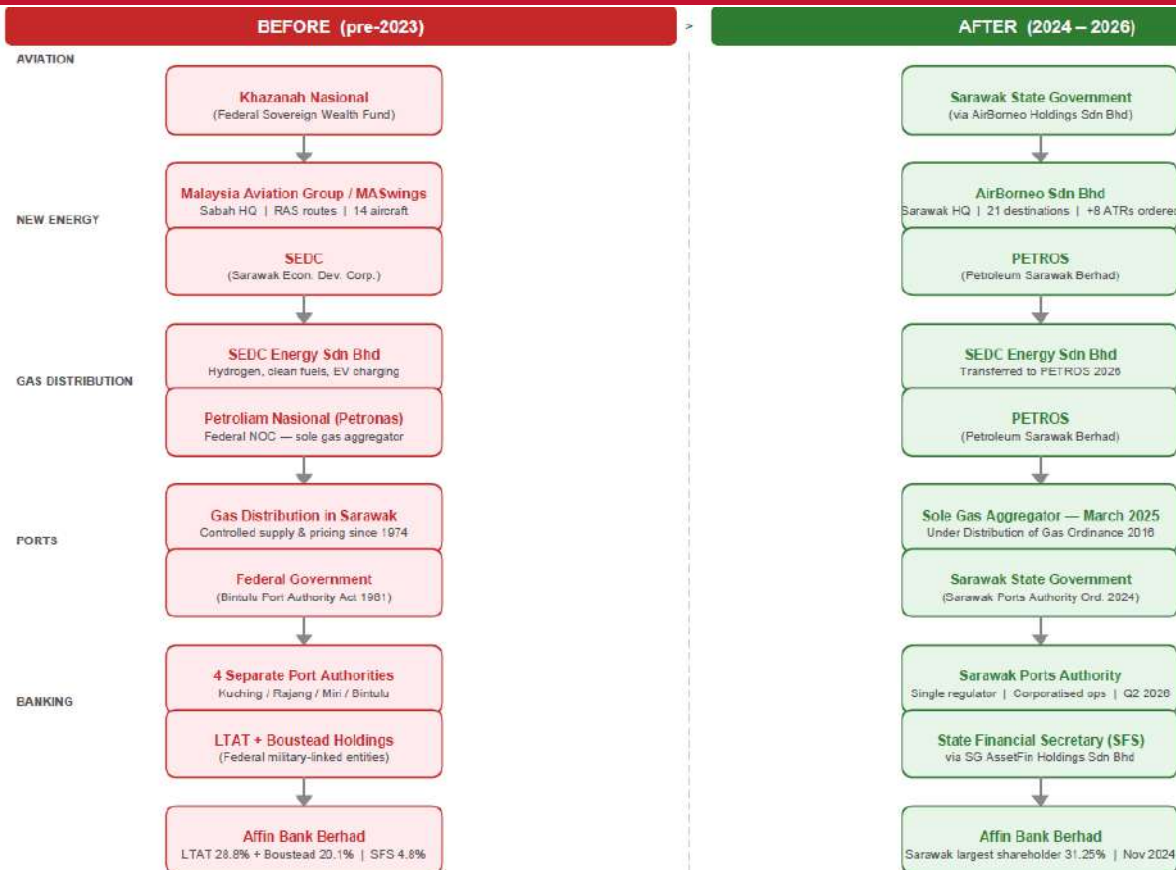 BEFORE (pre-2023)
>
AFTER (2024 – 2026)
AVIATION
Khazanah Nasional
(Federal Sovereign Wealth Fund)
Sarawak State Government
(via AirBorneo Holdings Sdn Bhd)
Malaysia Aviation Group / MASwings
Sabah HQ | RAS routes | 14 aircraft
AirBorneo Sdn Bhd
Sarawak HQ | 21 destinations | +8 ATRs ordered
NEW ENERGY
SEDC
(Sarawak Econ. Dev. Corp.)
PETROS
(Petroleum Sarawak Berhad)
SEDC Energy Sdn Bhd
Hydrogen, clean fuels, EV charging
SEDC Energy Sdn Bhd
Transferred to PETROS 2026
GAS DISTRIBUTION
Petroliam Nasional (Petronas)
Federal NOC — sole gas aggregator
PETROS
(Petroleum Sarawak Berhad)
Gas Distribution in Sarawak
Controlled supply & pricing since 1974
Sole Gas Aggregator — March 2025
Under Distribution of Gas Ordinance 2016
PORTS
Federal Government
(Bintulu Port Authority Act 1981)
Sarawak State Government
(Sarawak Ports Authority Ord. 2024)
4 Separate Port Authorities
Kuching / Rajang / Miri / Bintulu
Sarawak Ports Authority
Single regulator | Corporatised ops | Q2 2026
BANKING
LTAT + Boustead Holdings
(Federal military-linked entities)
State Financial Secretary (SFS)
via SG AssetFin Holdings Sdn Bhd
Affin Bank Berhad
LTAT 28.8% + Boustead 20.1% | SFS 4.8%
Affin Bank Berhad
Sarawak largest shareholder 31.25% | Nov 2024